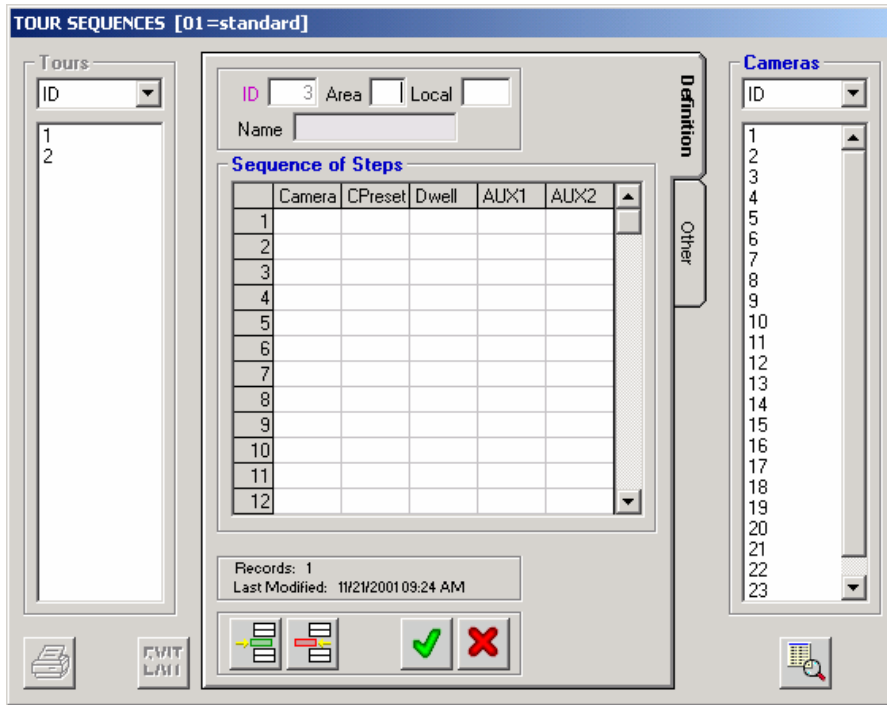 TOUR SEQUENCES [01=standard]
Tours
ID
1
2
ID 3 Area Local
Name
Sequence of Steps
Camera CPreset Dwell AUX1 AUX2
1
2
3
4
5
6
7
8
9
10
11
12
Records: 1
Last Modified: 11/21/2001 09:24 AM
Definition
Other
Cameras
ID
1
2
3
4
5
6
7
8
9
10
11
12
13
14
15
16
17
18
19
20
21
22
23
EXIT